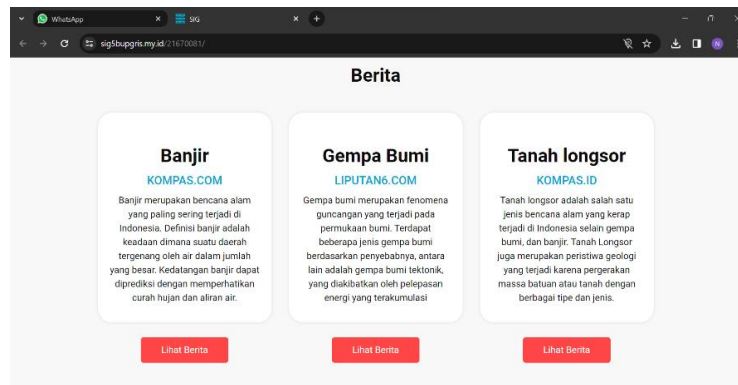 WhatsApp
SIG
sig5bupgris.my.id/21670081/
N
Berita
Banjir
KOMPAS.COM
Banjir merupakan bencana alam
yang paling sering terjadi di
Indonesia. Definisi banjir adalah
keadaan dimana suatu daerah
tergenang oleh air dalam jumlah
yang besar. Kedatangan banjir dapat
diprediksi dengan memperhatikan
curah hujan dan aliran air.
Lihat Berita
Gempa Bumi
LIPUTAN6.COM
Gempa bumi merupakan fenomena
guncangan yang terjadi pada
permukaan bumi. Terdapat
beberapa jenis gempa bumi
berdasarkan penyebabnya, antara
lain adalah gempa bumi tektonik,
yang diakibatkan oleh pelepasan
energi yang terakumulasi
Lihat Berita
Tanah longsor
KOMPAS.ID
Tanah longsor adalah salah satu
jenis bencana alam yang kerap
terjadi di Indonesia selain gempa
bumi, dan banjir. Tanah Longsor
juga merupakan peristiwa geologi
yang terjadi karena pergerakan
massa batuan atau tanah dengan
berbagai tipe dan jenis.
Lihat Berita